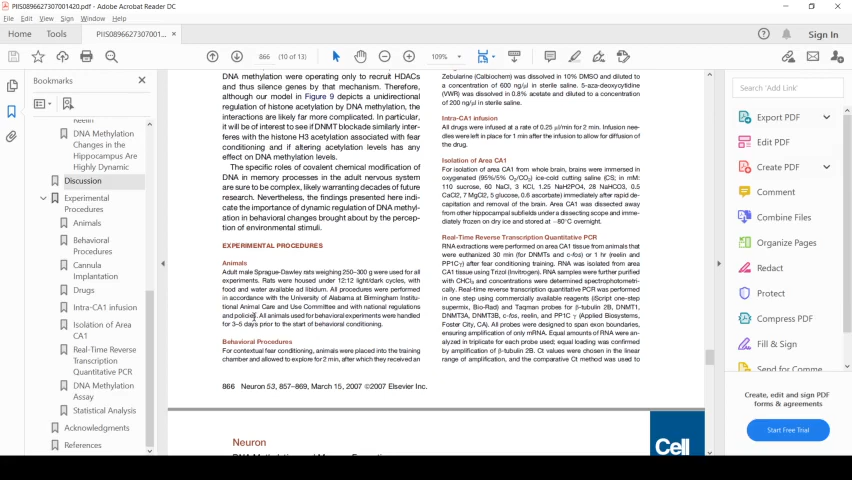 PIIS0896627307001420.pdf - Adobe Acrobat Reader DC
File Edit View Sign Window Help
Home Tools PIIS0896627307001... × Sign In
866 (10 of 13) 109%
Bookmarks
Reelin
DNA Methylation
Changes in the
Hippocampus Are
Highly Dynamic
Discussion
Experimental
Procedures
Animals
Behavioral
Procedures
Cannula
Implantation
Drugs
Intra-CA1 infusion
Isolation of Area
CA1
Real-Time Reverse
Transcription
Quantitative PCR
DNA Methylation
Assay
Statistical Analysis
Acknowledgments
References
DNA methylation were operating only to recruit HDACs
and thus silence genes by that mechanism. Therefore,
although our model in Figure 9 depicts a unidirectional
regulation of histone acetylation by DNA methylation, the
interactions are likely far more complicated. In particular,
it will be of interest to see if DNMT blockade similarly inter-
feres with the histone H3 acetylation associated with fear
conditioning and if altering acetylation levels has any
effect on DNA methylation levels.
The specific roles of covalent chemical modification of
DNA in memory processes in the adult nervous system
are sure to be complex, likely warranting decades of future
research. Nevertheless, the findings presented here indi-
cate the importance of dynamic regulation of DNA methyl-
ation in behavioral changes brought about by the percep-
tion of environmental stimuli.
EXPERIMENTAL PROCEDURES
Animals
Adult male Sprague-Dawley rats weighing 250–300 g were used for all
experiments. Rats were housed under 12:12 light/dark cycles, with
food and water available ad libidum. All procedures were performed
in accordance with the University of Alabama at Birmingham Institu-
tional Animal Care and Use Committee and with national regulations
and policies. All animals used for behavioral experiments were handled
for 3–5 days prior to the start of behavioral conditioning.
Behavioral Procedures
For contextual fear conditioning, animals were placed into the training
chamber and allowed to explore for 2 min, after which they received an
Zebularine (Calbiochem) was dissolved in 10% DMSO and diluted to
a concentration of 600 ng/μl in sterile saline. 5-aza-deoxycytidine
(VWR) was dissolved in 0.8% acetate and diluted to a concentration
of 200 ng/μl in sterile saline.
Intra-CA1 infusion
All drugs were infused at a rate of 0.25 μl/min for 2 min. Infusion nee-
dles were left in place for 1 min after the infusion to allow for diffusion of
the drug.
Isolation of Area CA1
For isolation of area CA1 from whole brain, brains were immersed in
oxygenated (95%/5% O2/CO2) ice-cold cutting saline (CS; in mM:
110 sucrose, 60 NaCl, 3 KCl, 1.25 NaH2PO4, 28 NaHCO3, 0.5
CaCl2, 7 MgCl2, 5 glucose, 0.6 ascorbate) immediately after rapid de-
capitation and removal of the brain. Area CA1 was dissected away
from other hippocampal subfields under a dissecting scope and imme-
diately frozen on dry ice and stored at −80°C overnight.
Real-Time Reverse Transcription Quantitative PCR
RNA extractions were performed on area CA1 tissue from animals that
were euthanized 30 min (for DNMTs and c-fos) or 1 hr (reelin and
PP1Cγ) after fear conditioning training. RNA was isolated from area
CA1 tissue using Trizol (Invitrogen). RNA samples were further purified
with CHCl3 and concentrations were determined spectrophotometri-
cally. Real-time reverse transcription quantitative PCR was performed
in one step using commercially available reagents (iScript one-step
supermix, Bio-Rad) and Taqman probes for β-tubulin 2B, DNMT1,
DNMT3A, DNMT3B, c-fos, reelin, and PP1C γ (Applied Biosystems,
Foster City, CA). All probes were designed to span exon boundaries,
ensuring amplification of only mRNA. Equal amounts of RNA were an-
alyzed in triplicate for each probe used; equal loading was confirmed
by amplification of β-tubulin 2B. Ct values were chosen in the linear
range of amplification, and the comparative Ct method was used to
866 Neuron 53, 857–869, March 15, 2007 ©2007 Elsevier Inc.
Neuron
Cell
Search 'Add Link'
Export PDF
Edit PDF
Create PDF
Comment
Combine Files
Organize Pages
Redact
Protect
Compress PDF
Fill & Sign
Send for Comme
Create, edit and sign PDF
forms & agreements
Start Free Trial